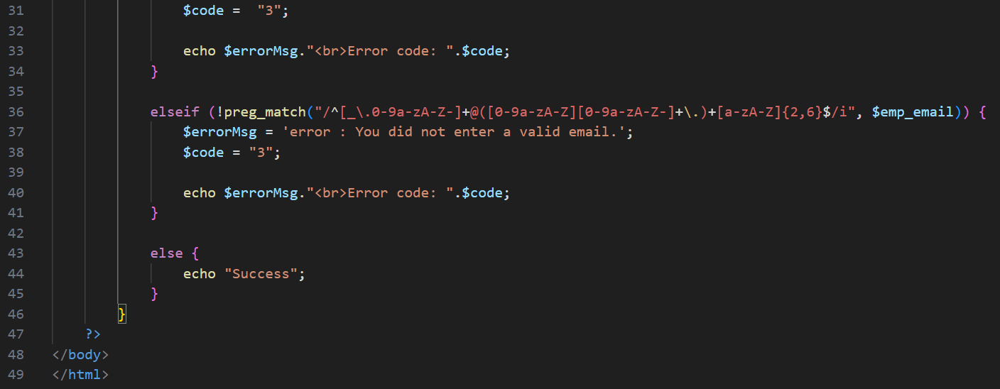 31 $code =  "3";
32
33 echo $errorMsg."<br>Error code: ".$code;
34 }
35
36 elseif (!preg_match("/^[_\.0-9a-zA-Z-]+@([0-9a-zA-Z][0-9a-zA-Z-]+\.)+[a-zA-Z]{2,6}$/i", $emp_email)) {
37 $errorMsg = 'error : You did not enter a valid email.';
38 $code = "3";
39
40 echo $errorMsg."<br>Error code: ".$code;
41 }
42
43 else {
44 echo "Success";
45 }
46 }
47 ?>
48 </body>
49 </html>